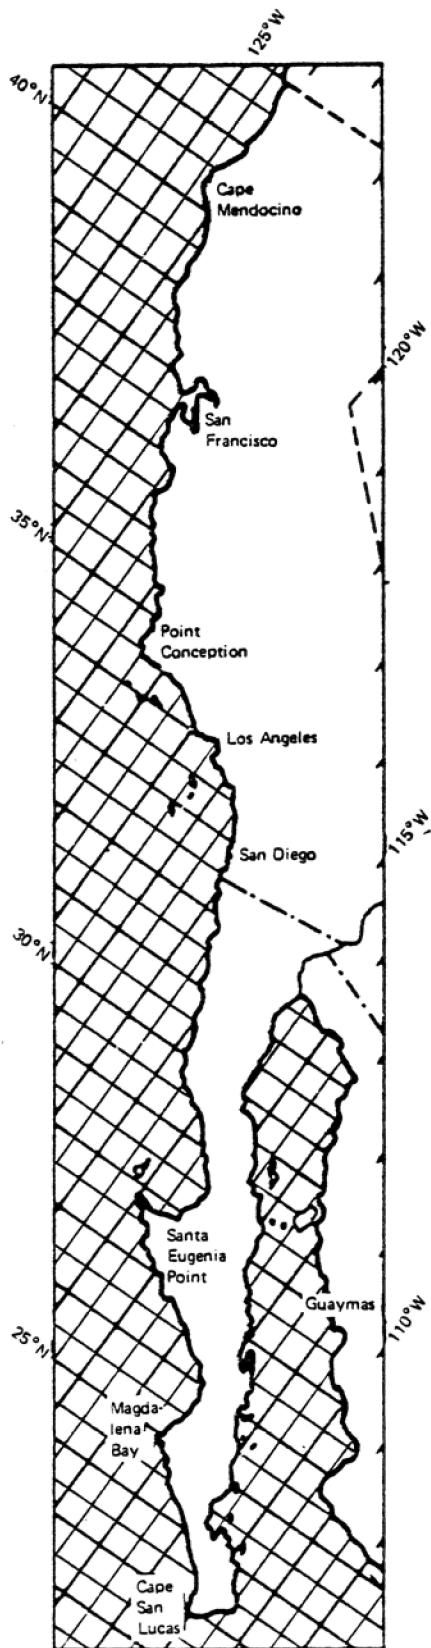 125°W
40°N
Cape
Mendocino
120°W
San
Francisco
35°N
Point
Conception
Los Angeles
115°W
San Diego
30°N
Santa
Eugenia
Point
Guaymas
110°W
25°N
Magda-
lena
Bay
Cape
San
Lucas